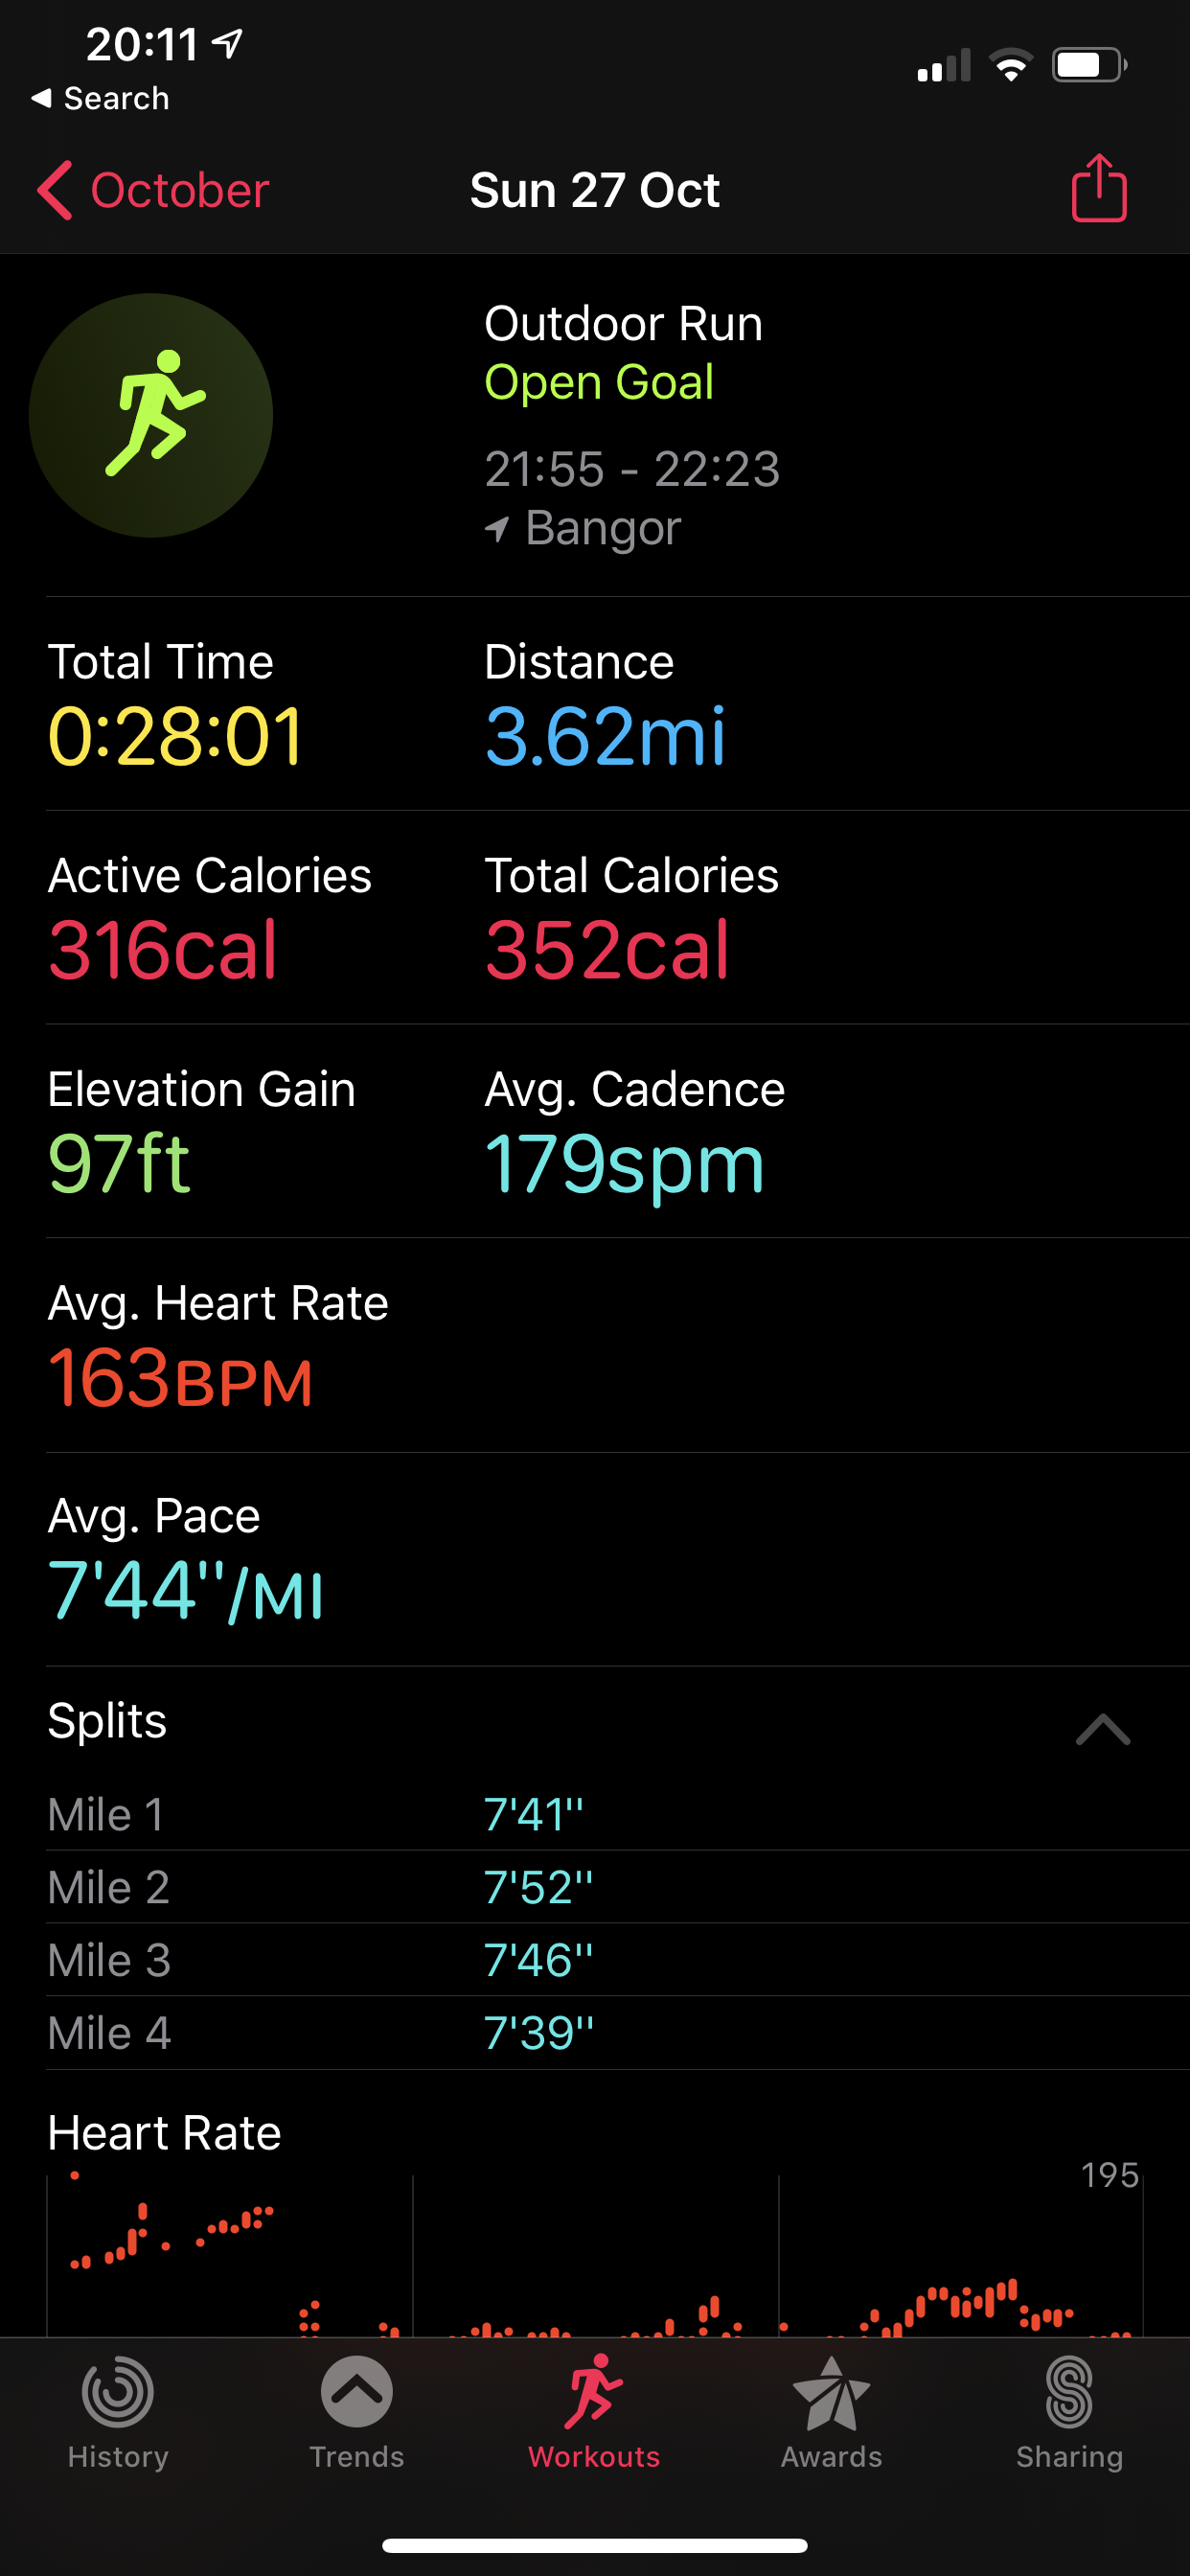 20:11
Search
October
Sun 27 Oct
Outdoor Run
Open Goal
21:55 - 22:23
Bangor
Total Time
Distance
0:28:01
3.62mi
Active Calories
Total Calories
316cal
352cal
Elevation Gain
Avg. Cadence
97ft
179spm
Avg. Heart Rate
163BPM
Avg. Pace
7'44"/MI
Splits
Mile 1 7'41"
Mile 2 7'52"
Mile 3 7'46"
Mile 4 7'39"
Heart Rate
195
History
Trends
Workouts
Awards
Sharing